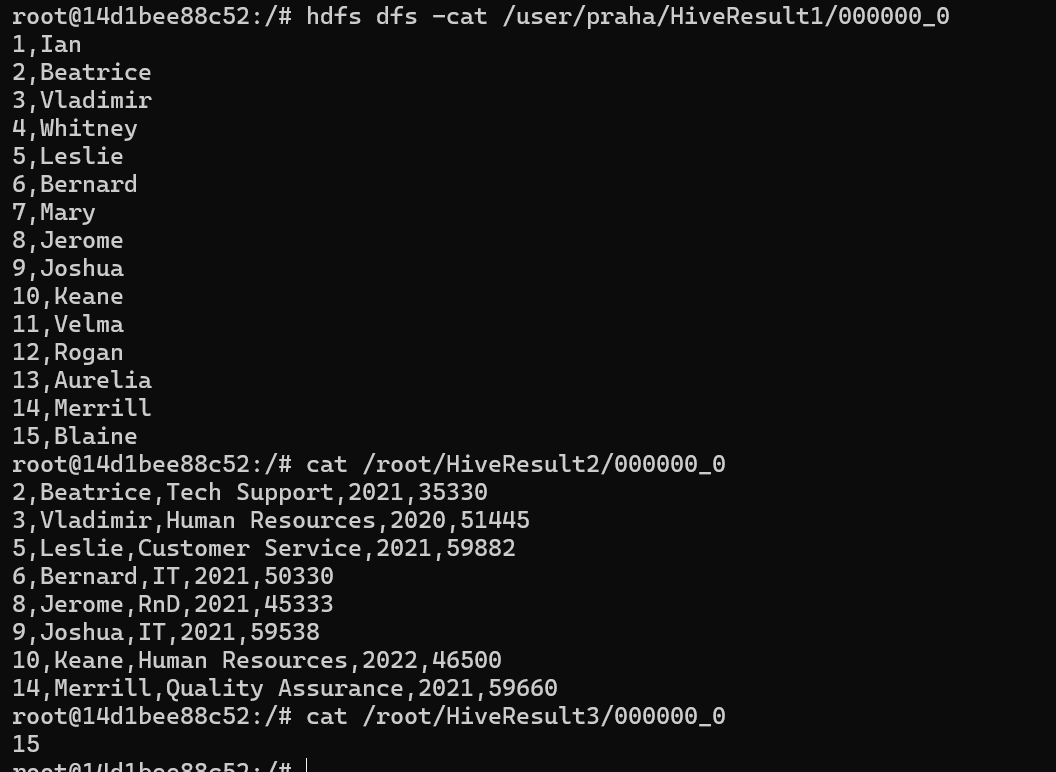 root@14d1bee88c52:/# hdfs dfs -cat /user/praha/HiveResult1/000000_0
1,Ian
2,Beatrice
3,Vladimir
4,Whitney
5,Leslie
6,Bernard
7,Mary
8,Jerome
9,Joshua
10,Keane
11,Velma
12,Rogan
13,Aurelia
14,Merrill
15,Blaine
root@14d1bee88c52:/# cat /root/HiveResult2/000000_0
2,Beatrice,Tech Support,2021,35330
3,Vladimir,Human Resources,2020,51445
5,Leslie,Customer Service,2021,59882
6,Bernard,IT,2021,50330
8,Jerome,RnD,2021,45333
9,Joshua,IT,2021,59538
10,Keane,Human Resources,2022,46500
14,Merrill,Quality Assurance,2021,59660
root@14d1bee88c52:/# cat /root/HiveResult3/000000_0
15
root@14d1bee88c52:/#